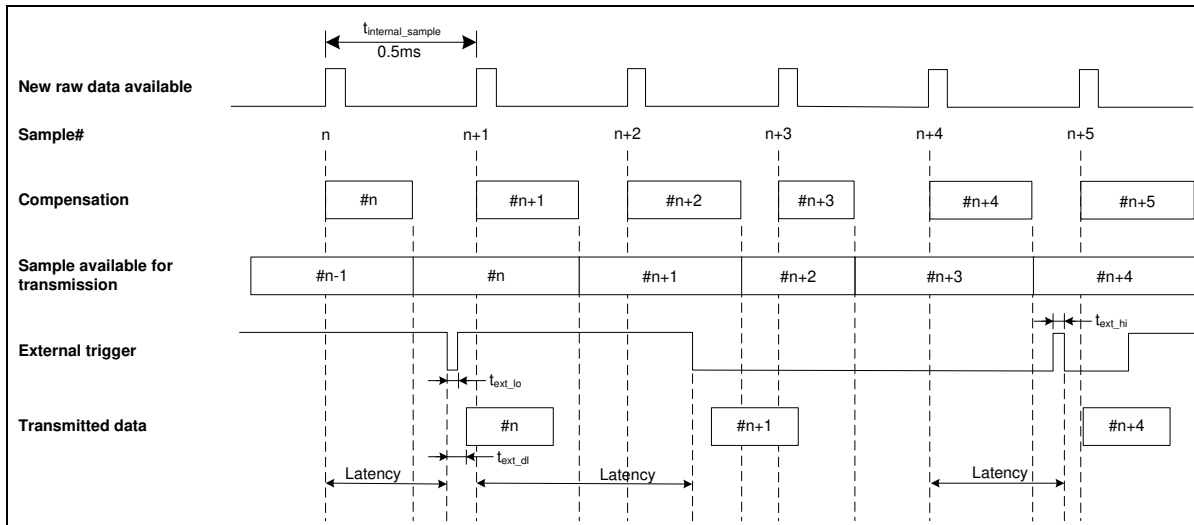 t_internal_sample
0.5ms
New raw data available
Sample#
n
n+1
n+2
n+3
n+4
n+5
Compensation
#n
#n+1
#n+2
#n+3
#n+4
#n+5
Sample available for
transmission
#n-1
#n
#n+1
#n+2
#n+3
#n+4
External trigger
t_ext_lo
t_ext_hi
Transmitted data
#n
#n+1
#n+4
t_ext_dl
Latency
Latency
Latency